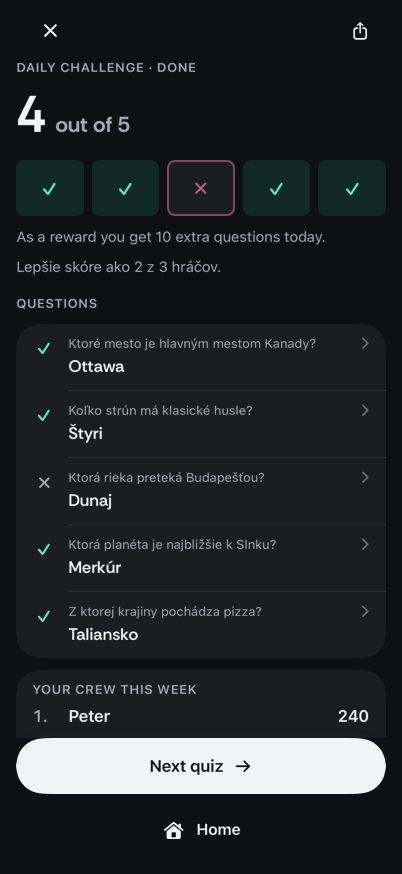 DAILY CHALLENGE · DONE
4 out of 5
As a reward you get 10 extra questions today.
Lepšie skóre ako 2 z 3 hráčov.
QUESTIONS
Ktoré mesto je hlavným mestom Kanady?
Ottawa
Koľko strún má klasické husle?
Štyri
Ktorá rieka preteká Budapešťou?
Dunaj
Ktorá planéta je najbližšie k Slnku?
Merkúr
Z ktorej krajiny pochádza pizza?
Taliansko
YOUR CREW THIS WEEK
1. Peter 240
Next quiz
Home